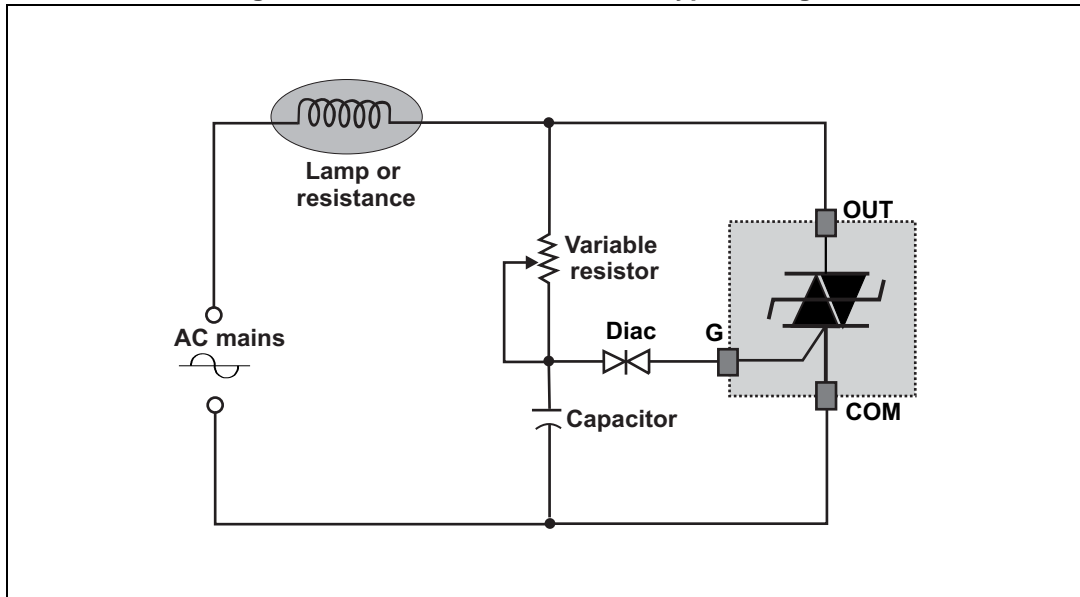 Lamp or
resistance
OUT
Variable
resistor
AC mains
Diac
G
Capacitor
COM